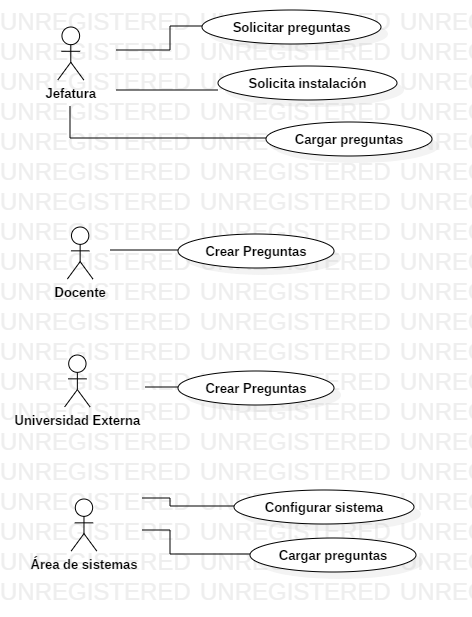 Solicitar preguntas
Solicita instalación
Jefatura
Cargar preguntas
Crear Preguntas
Docente
Crear Preguntas
Universidad Externa
Configurar sistema
Cargar preguntas
Área de sistemas
UNREGISTERED